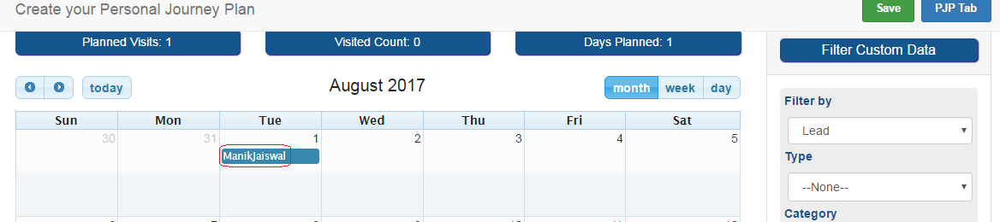 Create your Personal Journey Plan Save PJP Tab
Planned Visits: 1 Visited Count: 0 Days Planned: 1 Filter Custom Data
today August 2017 month week day
Filter by
Sun Mon Tue Wed Thu Fri Sat
Lead
30 31 1 2 3 4 5
ManikJaiswal
Type
--None--
Category